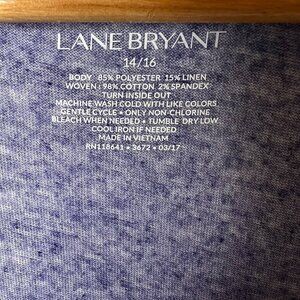 LANE BRYANT
14/16
BODY 85% POLYESTER 15% LINEN
WOVEN : 98% COTTON 2% SPANDEX
TURN INSIDE OUT
MACHINE WASH COLD WITH LIKE COLORS
GENTLE CYCLE • ONLY NON-CHLORINE
BLEACH WHEN NEEDED • TUMBLE DRY LOW
COOL IRON IF NEEDED
MADE IN VIETNAM
RN118641 • 3672 • 03/17